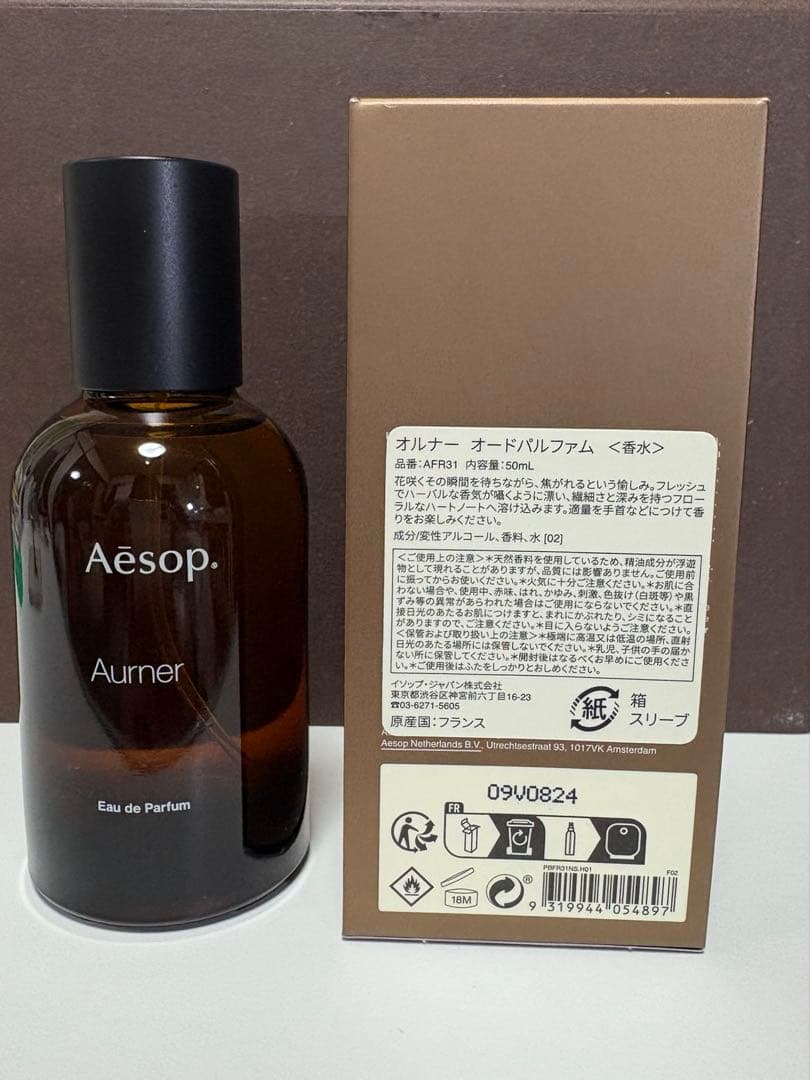 Aēsop.
Aurner
Eau de Parfum
オルナー オードパルファム ＜香水＞
品番：AFR31 内容量：50mL
花咲くその瞬間を待ちながら、焦がれるという愉しみ。フレッシュ
でハーバルな香気が囁くように漂い、繊細さと深みを持つフローラ
ラルなハートノートへ溶け込みます。適量を手首などにつけて香
りをお楽しみください。
成分/変性アルコール、香料、水 [02]
＜ご使用上の注意＞＊天然香料を使用しているため、精油成分が浮遊
物として現れることがありますが、品質には影響ありません。ご使用前
に振ってからお使いください。＊火気に十分ご注意ください。＊お肌に合
わない場合や、使用中、赤味、はれ、かゆみ、刺激、色抜け（白斑等）や黒
ずみ等の異常があらわれた場合はご使用にならないでください。＊直
接日光のあたるお肌につけますと、まれにかぶれたり、シミになること
がありますので、ご注意ください。＊目に入らないようご注意ください。
＜保管および取り扱い上の注意＞＊極端に高温又は低温の場所、直射
日光のあたる場所には保管しないでください。＊乳児、子供の手の届か
ない所に保管してください。＊開封後はなるべくお早めにご使用くださ
い。＊ご使用後はふたをしっかりとおしめください。
イソップ・ジャパン株式会社
東京都渋谷区神宮前六丁目16-23
☎03-6271-5605
原産国：フランス
紙
箱
スリーブ
Aesop Netherlands B.V., Utrechtsestraat 93, 1017VK Amsterdam
09V0824
FR
PBFR31NS.H01 F02
18M
®
9 319944 054897